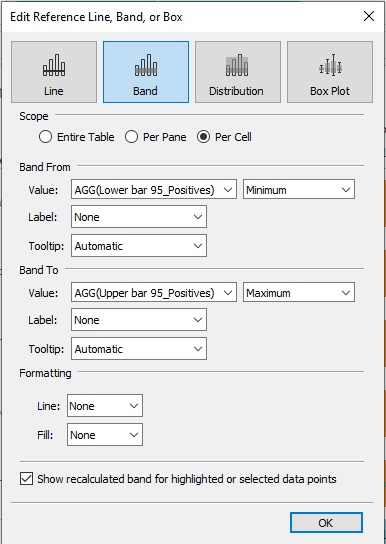 Edit Reference Line, Band, or Box
Line Band Distribution Box Plot
Scope
Entire Table Per Pane Per Cell
Band From
Value: AGG(Lower bar 95_Positives) Minimum
Label: None
Tooltip: Automatic
Band To
Value: AGG(Upper bar 95_Positives) Maximum
Label: None
Tooltip: Automatic
Formatting
Line: None
Fill: None
Show recalculated band for highlighted or selected data points
OK